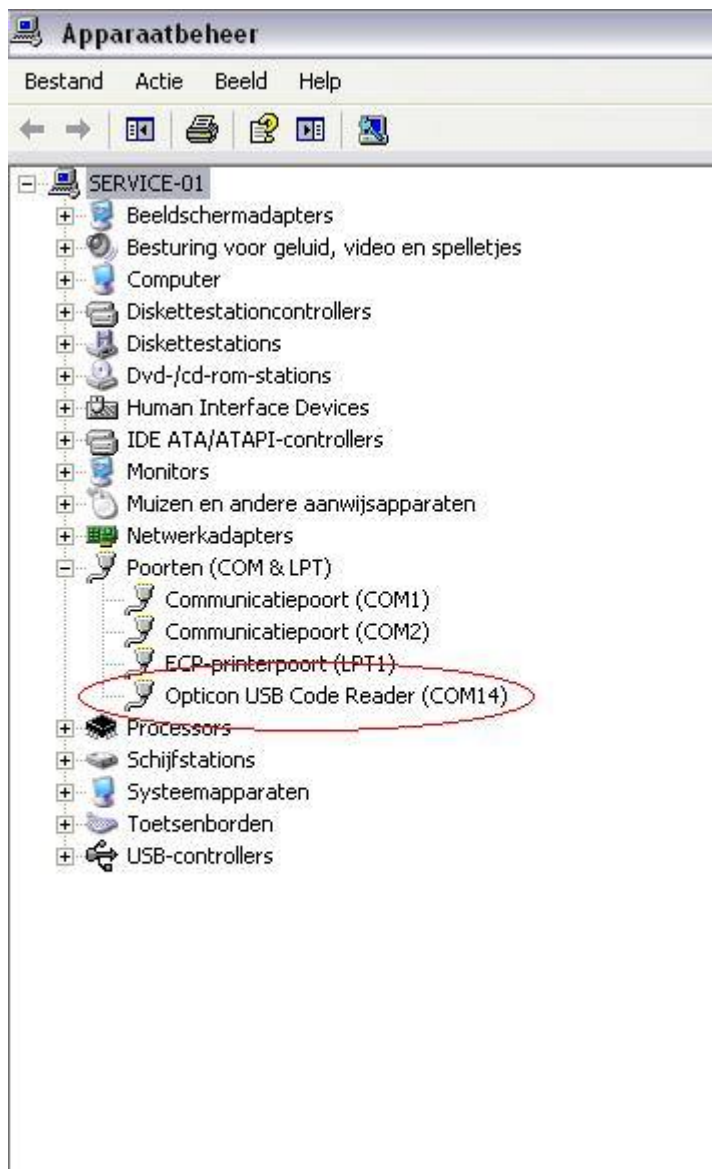 Apparaatbeheer
Bestand Actie Beeld Help
SERVICE-01
Beeldschermadapters
Besturing voor geluid, video en spelletjes
Computer
Diskettestationcontrollers
Diskettestations
Dvd-/cd-rom-stations
Human Interface Devices
IDE ATA/ATAPI-controllers
Monitors
Muizen en andere aanwijsapparaten
Netwerkadapters
Poorten (COM & LPT)
Communicatiepoort (COM1)
Communicatiepoort (COM2)
ECP-printerpoort (LPT1)
Opticon USB Code Reader (COM14)
Processors
Schijfstations
Systeemapparaten
Toetsenborden
USB-controllers